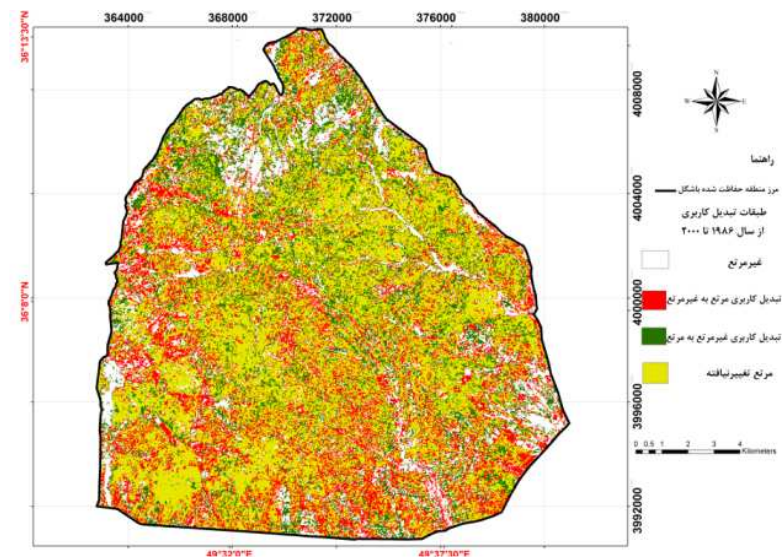 364000 368000 372000 376000 380000
36°13'30"N
36°8'0"N
4008000
4004000
4000000
3996000
3992000
49°32'0"E 49°37'30"E
N
W E
S
راهنما
مرز منطقه حفاظت شده باشگل
طبقات تبدیل کاربری
از سال ۱۹۸۶ تا ۲۰۰۰
غیرمرتع
تبدیل کاربری مرتع به غیرمرتع
تبدیل کاربری غیرمرتع به مرتع
مرتع تغییرنیافته
0 0.5 1 2 3 4
Kilometers